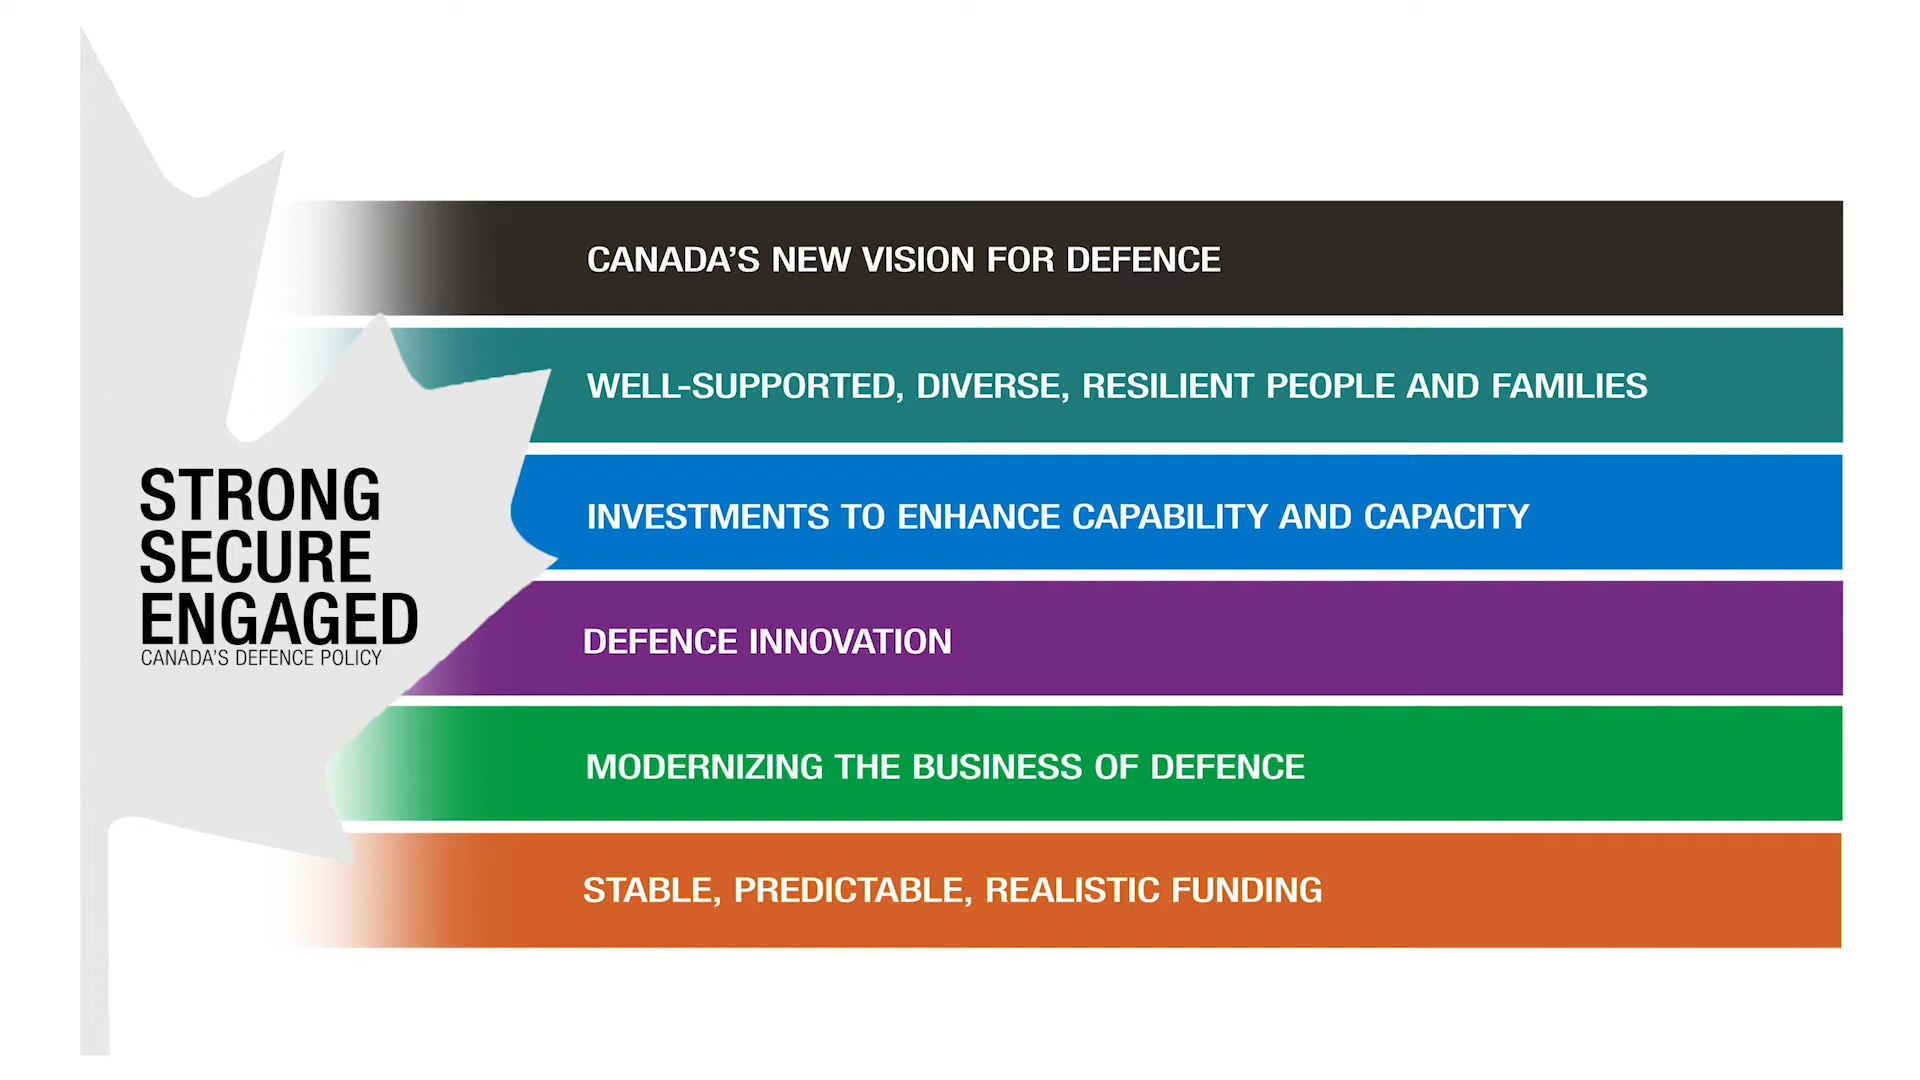 STRONG
SECURE
ENGAGED
CANADA'S DEFENCE POLICY
CANADA'S NEW VISION FOR DEFENCE
WELL-SUPPORTED, DIVERSE, RESILIENT PEOPLE AND FAMILIES
INVESTMENTS TO ENHANCE CAPABILITY AND CAPACITY
DEFENCE INNOVATION
MODERNIZING THE BUSINESS OF DEFENCE
STABLE, PREDICTABLE, REALISTIC FUNDING